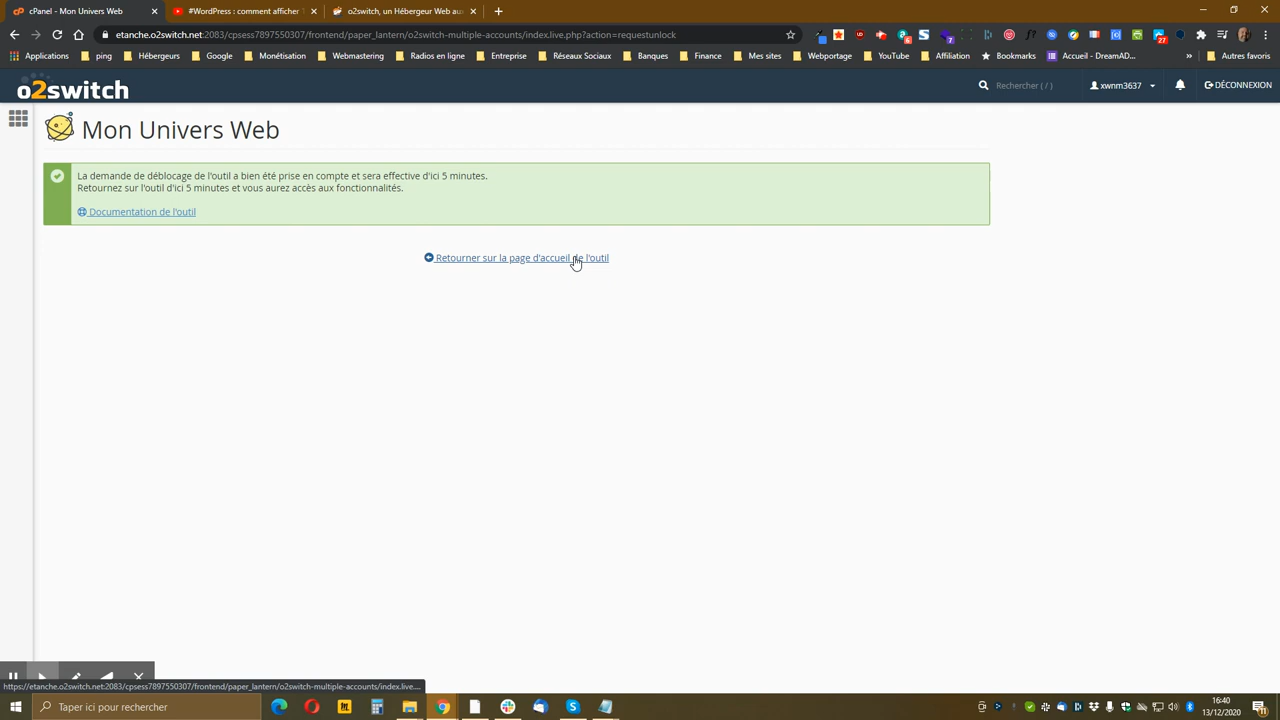 cPanel - Mon Univers Web
#WordPress : comment afficher T
o2switch, un Hébergeur Web aux
etanche.o2switch.net:2083/cpsess7897550307/frontend/paper_lantern/o2switch-multiple-accounts/index.live.php?action=requestunlock
Applications ping Hébergeurs Google Monétisation Webmastering Radios en ligne Entreprise Réseaux Sociaux Banques Finance Mes sites Webportage YouTube Affiliation Bookmarks Accueil - DreamAD... » Autres favoris
o2switch
Rechercher ( / )
xwnm3637
DÉCONNEXION
Mon Univers Web
La demande de déblocage de l'outil a bien été prise en compte et sera effective d'ici 5 minutes.
Retournez sur l'outil d'ici 5 minutes et vous aurez accès aux fonctionnalités.
Documentation de l'outil
Retourner sur la page d'accueil de l'outil
https://etanche.o2switch.net:2083/cpsess7897550307/frontend/paper_lantern/o2switch-multiple-accounts/index.live....
Taper ici pour rechercher
16:40
13/12/2020